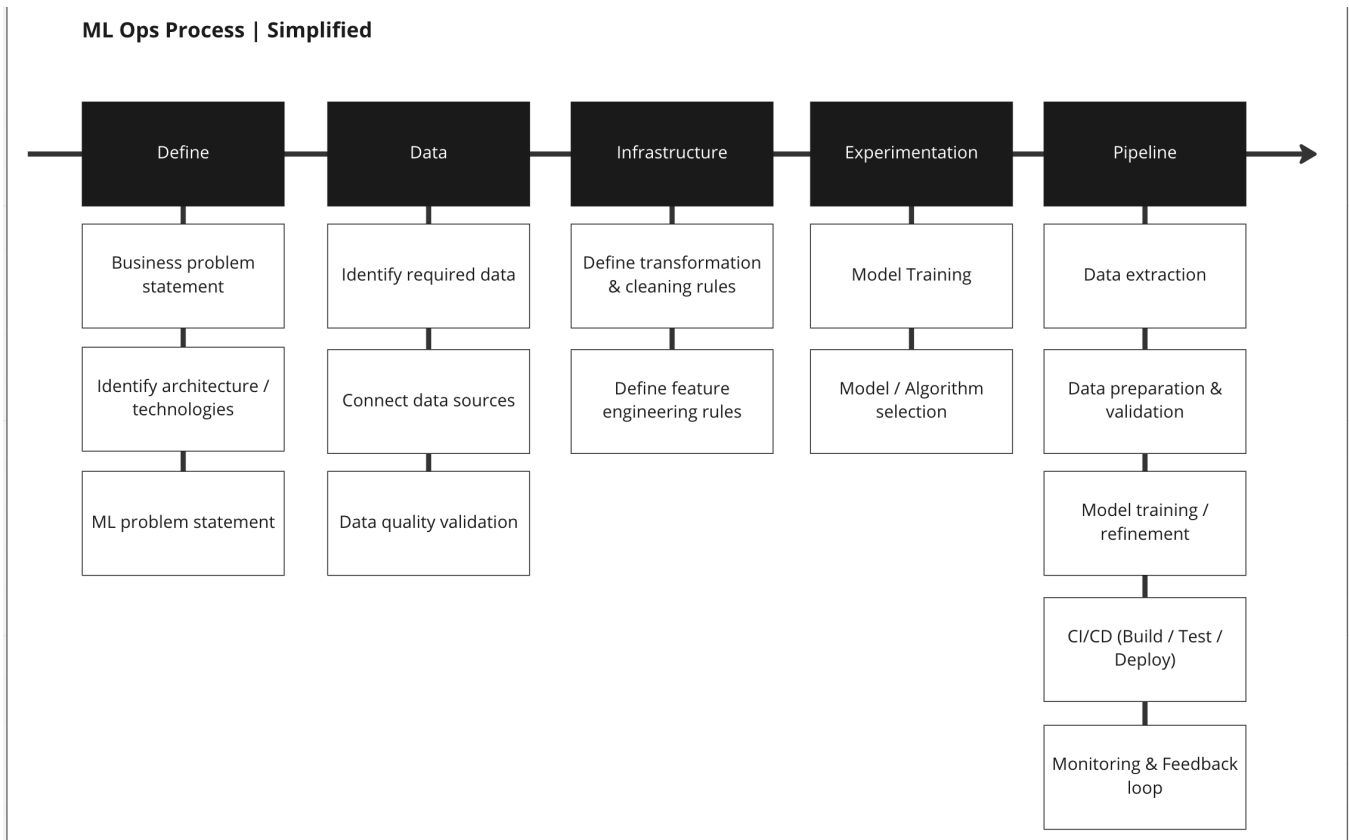 ML Ops Process | Simplified
Define
Data
Infrastructure
Experimentation
Pipeline
Business problem
statement
Identify architecture /
technologies
ML problem statement
Identify required data
Connect data sources
Data quality validation
Define transformation
& cleaning rules
Define feature
engineering rules
Model Training
Model / Algorithm
selection
Data extraction
Data preparation &
validation
Model training /
refinement
CI/CD (Build / Test /
Deploy)
Monitoring & Feedback
loop